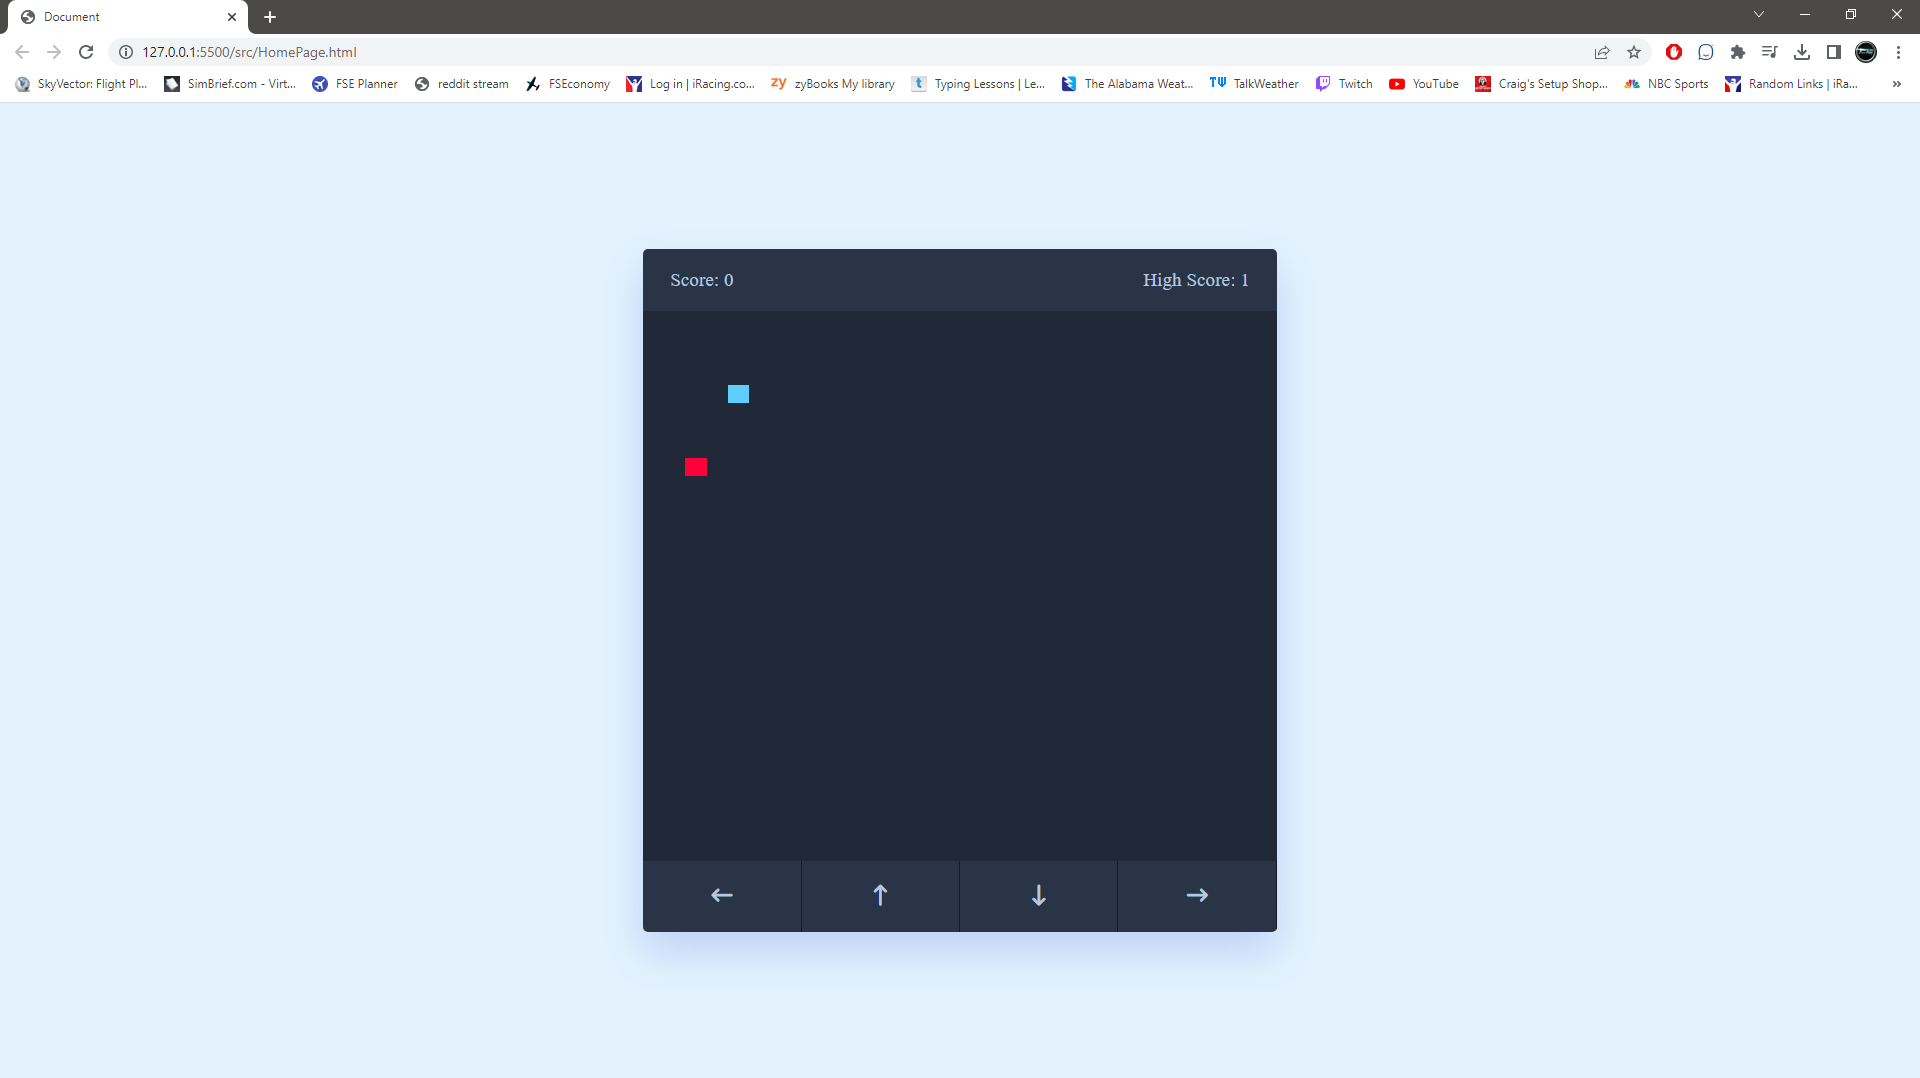 Document
127.0.0.1:5500/src/HomePage.html
SkyVector: Flight Pl... SimBrief.com - Virt... FSE Planner reddit stream FSEconomy Log in | iRacing.co... zy zyBooks My library t Typing Lessons | Le... The Alabama Weat... TW TalkWeather Twitch YouTube Craig's Setup Shop... NBC Sports Random Links | iRa... »
Score: 0 High Score: 1